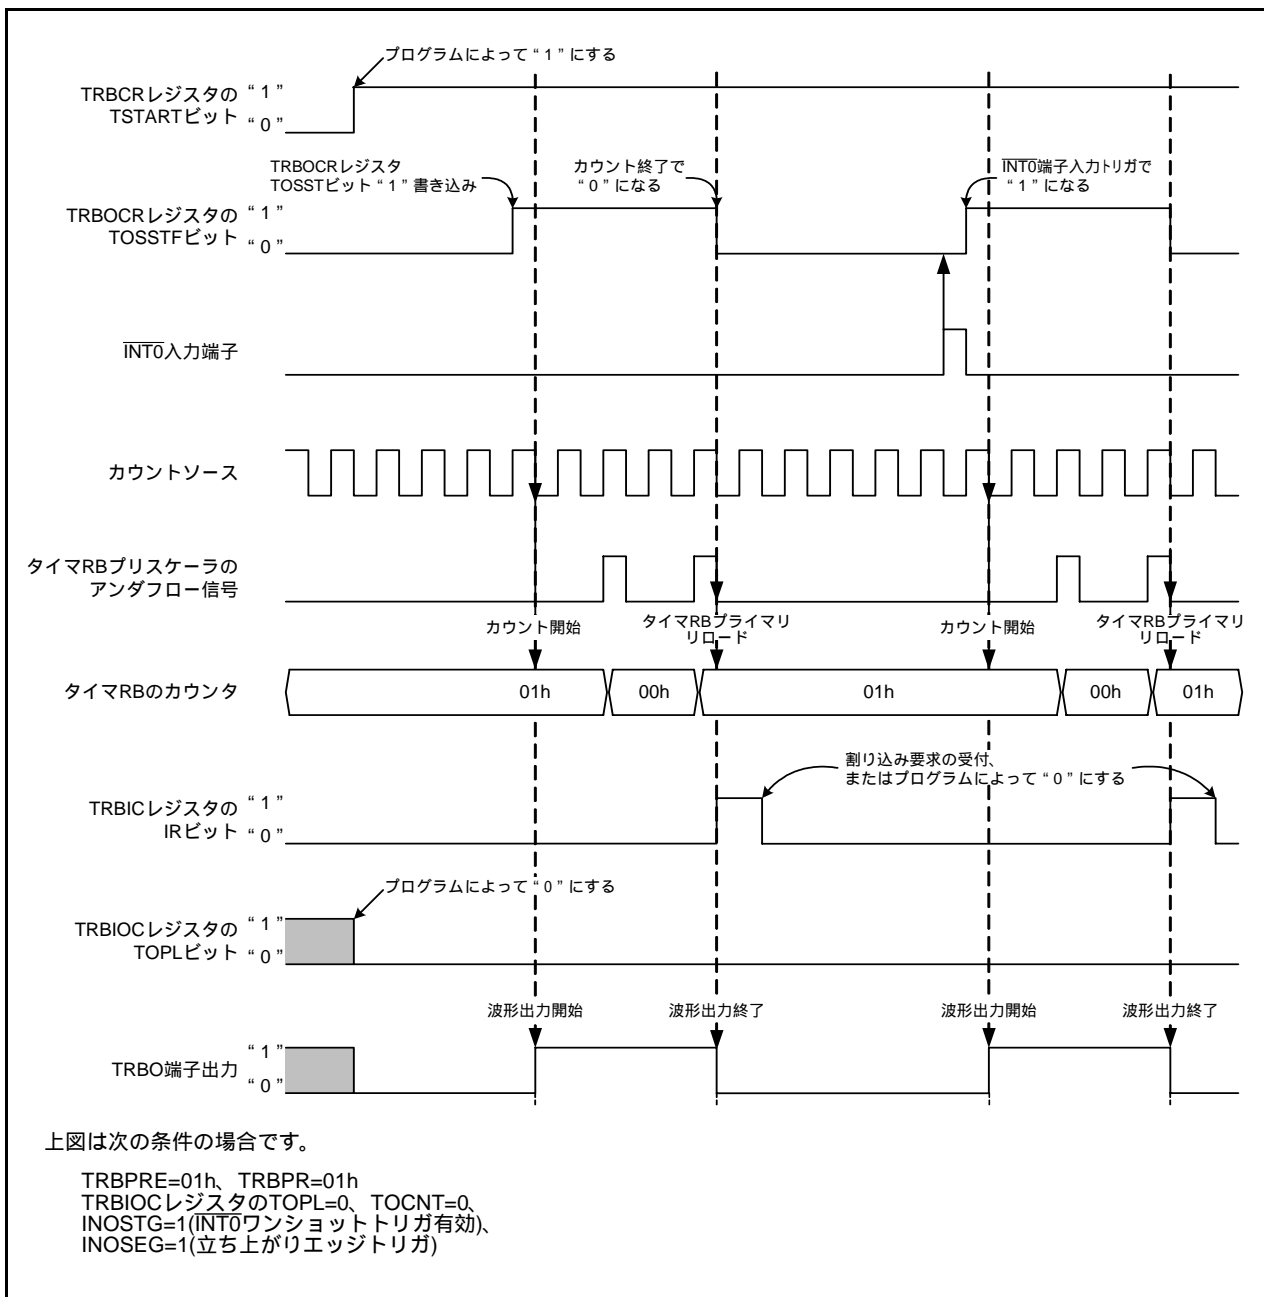 プログラムによって“1”にする
TRBCRレジスタの “1”
TSTARTビット “0”
TRBOCRレジスタ
TOSSTビット“1”書き込み
カウント終了で
“0”になる
INT0端子入力トリガで
“1”になる
TRBOCRレジスタの “1”
TOSSTFビット “0”
INT0入力端子
カウントソース
タイマRBプリスケーラの
アンダフロー信号
カウント開始
タイマRBプライマリ
リロード
カウント開始
タイマRBプライマリ
リロード
タイマRBのカウンタ 01h 00h 01h 00h 01h
割り込み要求の受付、
またはプログラムによって“0”にする
TRBICレジスタの “1”
IRビット “0”
プログラムによって“0”にする
TRBIOCレジスタの “1”
TOPLビット “0”
波形出力開始 波形出力終了 波形出力開始 波形出力終了
TRBO端子出力 “1”
“0”
上図は次の条件の場合です。
TRBPRE=01h、TRBPR=01h
TRBIOCレジスタのTOPL=0、TOCNT=0、
INOSTG=1(INT0ワンショットトリガ有効)、
INOSEG=1(立ち上がりエッジトリガ)